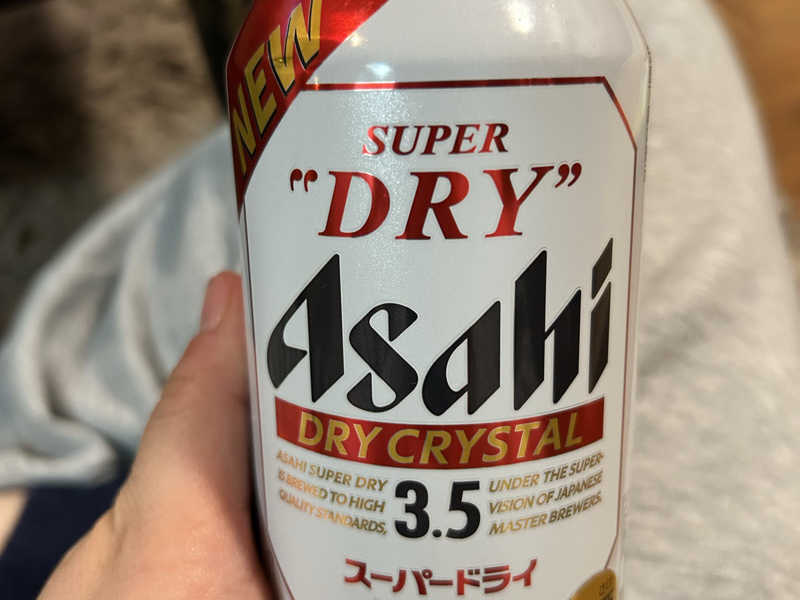 NEW
SUPER
"DRY"
Asahi
DRY CRYSTAL
ASAHI SUPER DRY
IS BREWED TO HIGH
QUALITY STANDARDS,
3.5
UNDER THE SUPER-
VISION OF JAPANESE
MASTER BREWERS.
スーパードライ